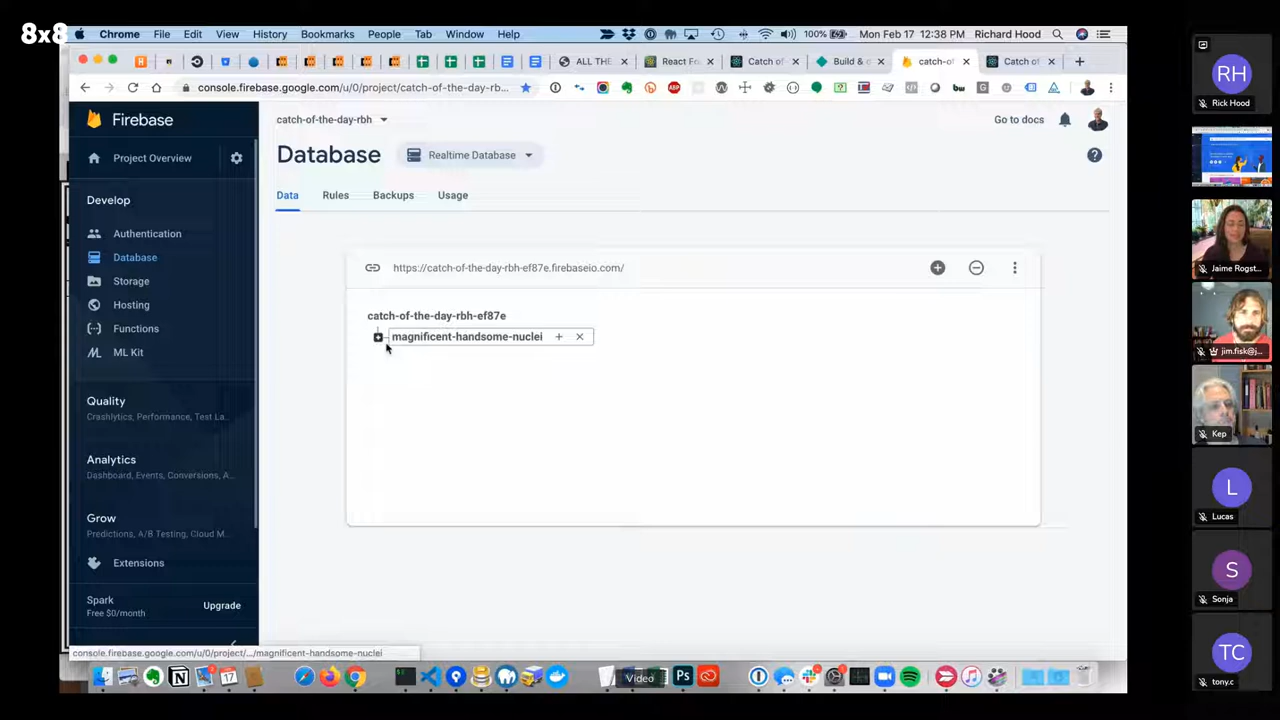 8x8
Chrome File Edit View History Bookmarks People Tab Window Help 100% Mon Feb 17 12:38 PM Richard Hood
ALL THE React Fo Catch of Build & d catch-of Catch of
console.firebase.google.com/u/0/project/catch-of-the-day-rb...
Firebase
Project Overview
Develop
Authentication
Database
Storage
Hosting
Functions
ML Kit
Quality
Crashlytics, Performance, Test La...
Analytics
Dashboard, Events, Conversions, A...
Grow
Predictions, A/B Testing, Cloud M...
Extensions
Spark
Free $0/month
Upgrade
catch-of-the-day-rbh
Go to docs
Database
Realtime Database
Data Rules Backups Usage
https://catch-of-the-day-rbh-ef87e.firebaseio.com/
catch-of-the-day-rbh-ef87e
magnificent-handsome-nuclei
console.firebase.google.com/u/0/project/.../magnificent-handsome-nuclei
17
Video
Ps
RH
Rick Hood
Jaime Rogst...
jim.fisk@j...
Kep
L
Lucas
S
Sonja
TC
tony.c